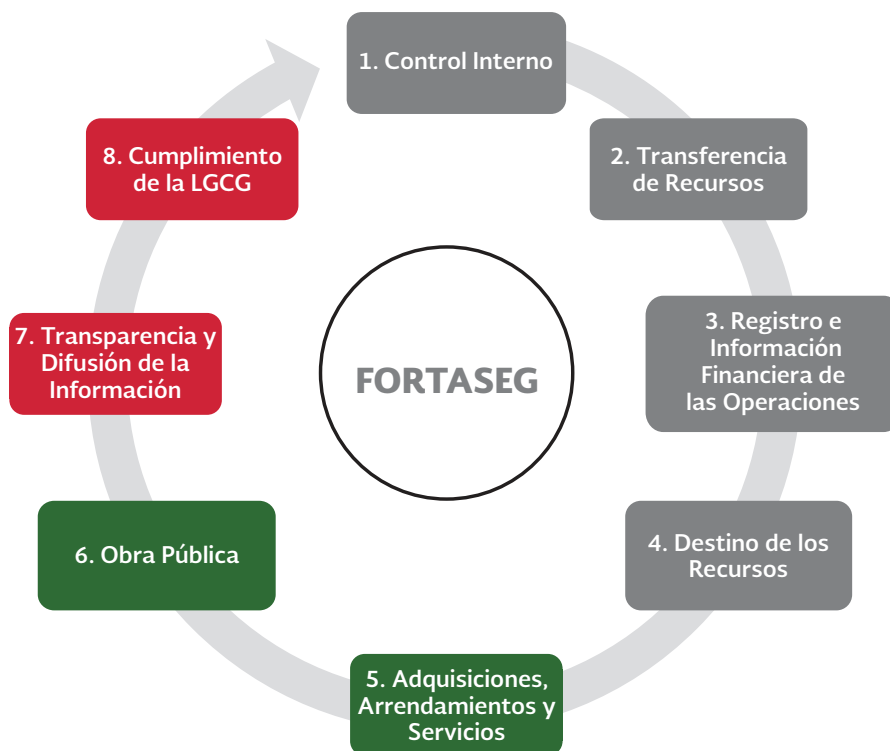 1. Control Interno
2. Transferencia
de Recursos
3. Registro e
Información
Financiera de
las Operaciones
4. Destino de los
Recursos
5. Adquisiciones,
Arrendamientos y
Servicios
6. Obra Pública
7. Transparencia y
Difusión de la
Información
8. Cumplimiento
de la LGCG
FORTASEG